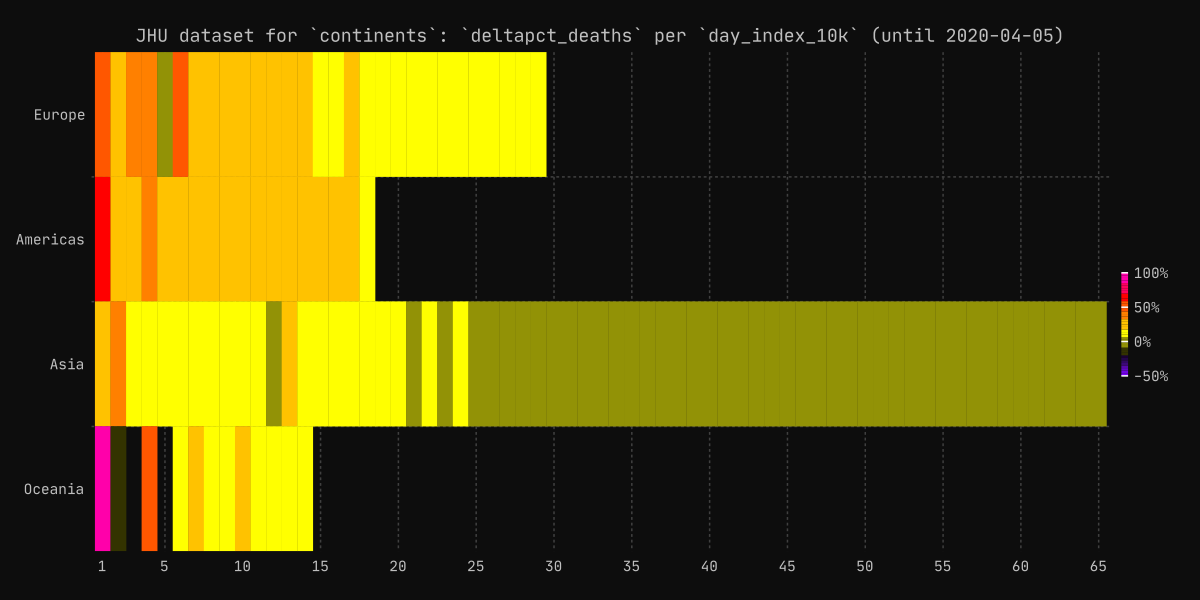 JHU dataset for `continents`: `deltapct_deaths` per `day_index_10k` (until 2020-04-05)
Europe
Americas
Asia
Oceania
100%
50%
0%
-50%
1 5 10 15 20 25 30 35 40 45 50 55 60 65